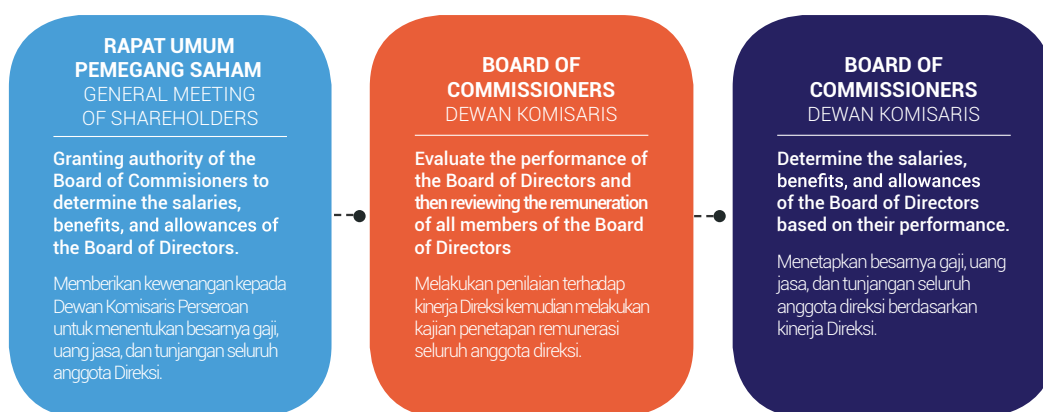 RAPAT UMUM
PEMEGANG SAHAM
GENERAL MEETING
OF SHAREHOLDERS
Granting authority of the
Board of Commisioners to
determine the salaries,
benefits, and allowances of
the Board of Directors.
Memberikan kewenangan kepada
Dewan Komisaris Perseroan
untuk menentukan besarnya gaji,
uang jasa, dan tunjangan seluruh
anggota Direksi.
BOARD OF
COMMISSIONERS
DEWAN KOMISARIS
Evaluate the performance of
the Board of Directors and
then reviewing the remuneration
of all members of the Board
of Directors
Melakukan penilaian terhadap
kinerja Direksi kemudian melakukan
kajian penetapan remunerasi
seluruh anggota direksi.
BOARD OF
COMMISSIONERS
DEWAN KOMISARIS
Determine the salaries,
benefits, and allowances
of the Board of Directors
based on their performance.
Menetapkan besarnya gaji, uang
jasa, dan tunjangan seluruh
anggota direksi berdasarkan
kinerja Direksi.